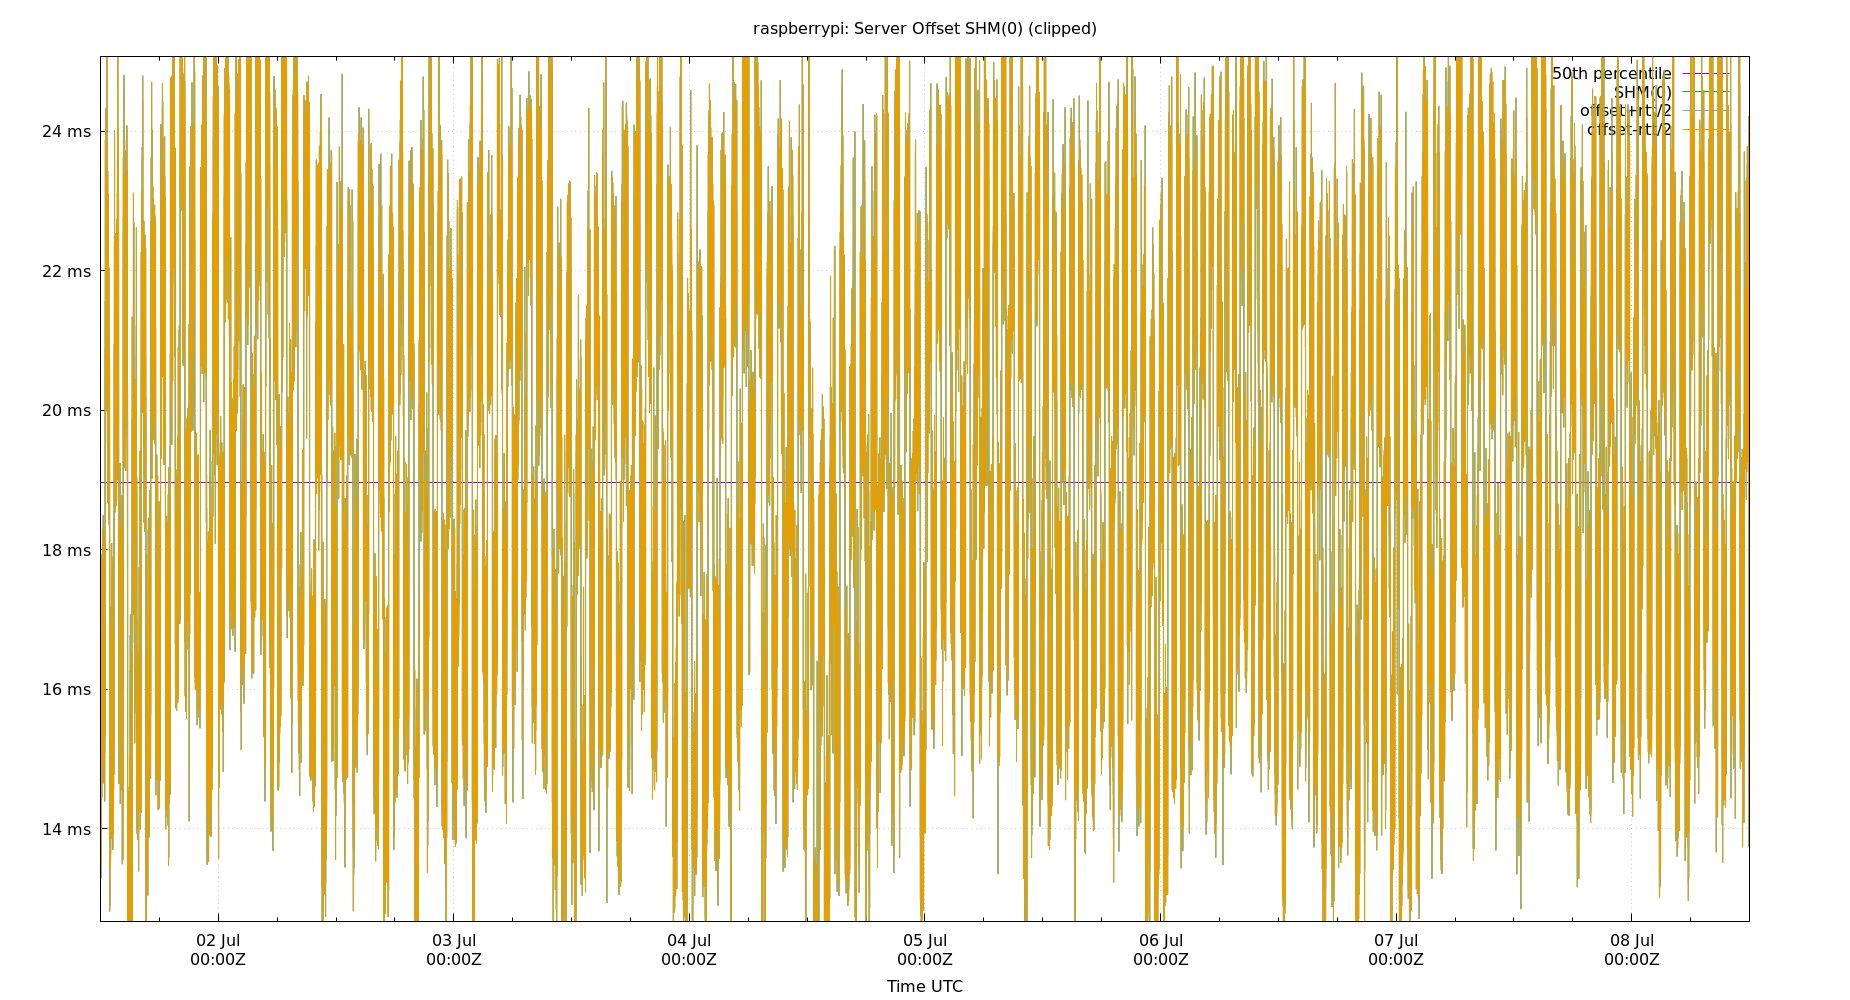 raspberrypi: Server Offset SHM(0) (clipped)
50th percentile
SHM(0)
offset+rtt/2
offset-rtt/2
24 ms
22 ms
20 ms
18 ms
16 ms
14 ms
02 Jul 03 Jul 04 Jul 05 Jul 06 Jul 07 Jul 08 Jul
00:00Z 00:00Z 00:00Z 00:00Z 00:00Z 00:00Z 00:00Z
Time UTC